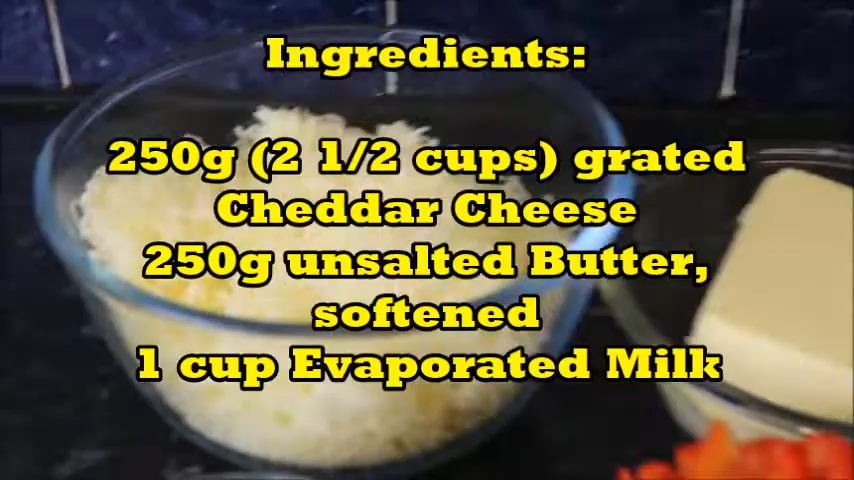 Ingredients:
250g (2 1/2 cups) grated
Cheddar Cheese
250g unsalted Butter,
softened
1 cup Evaporated Milk